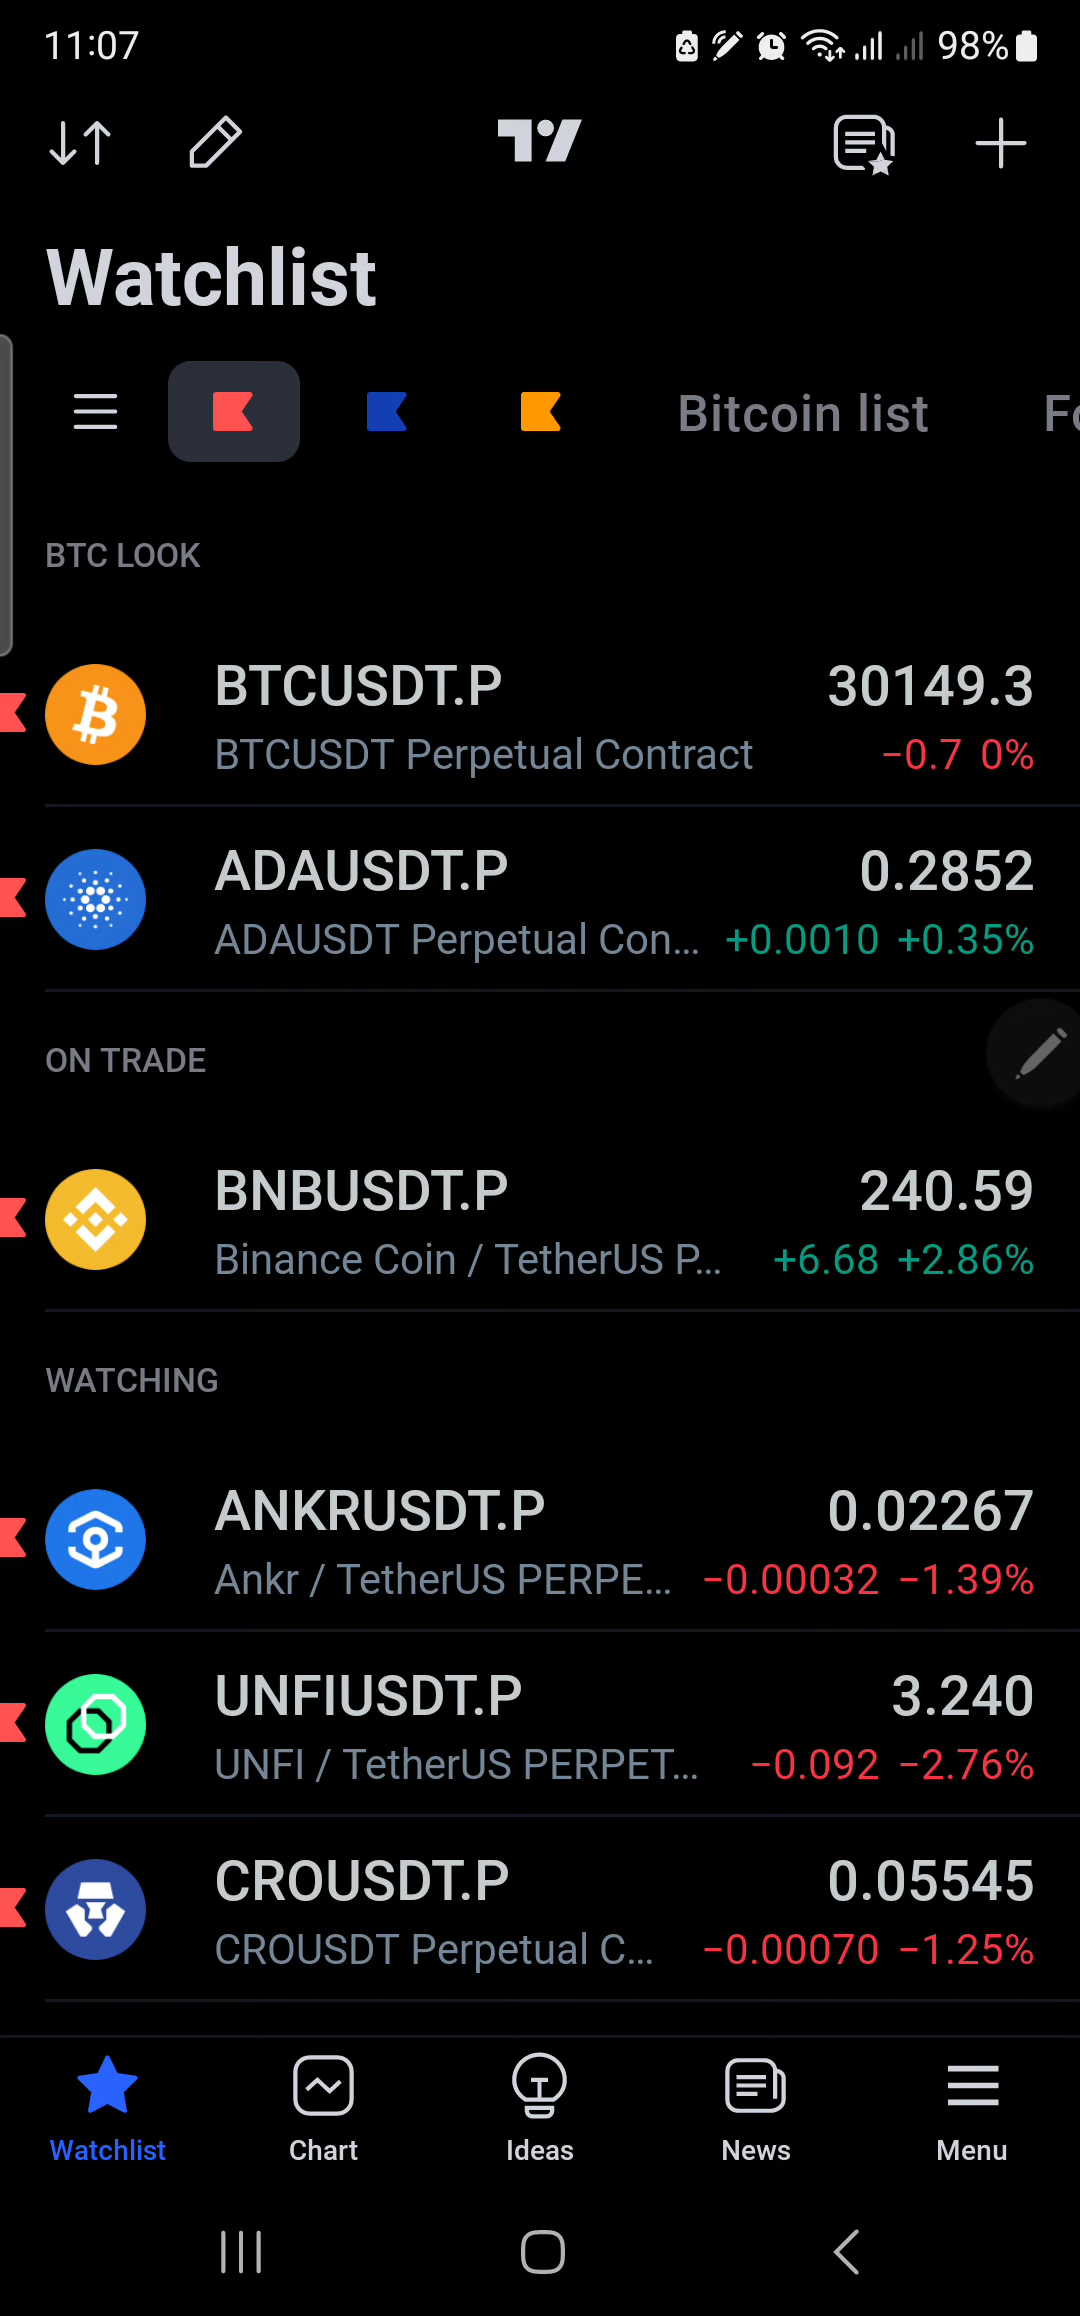 11:07 98%
Watchlist
Bitcoin list Fo
BTC LOOK
BTCUSDT.P 30149.3
BTCUSDT Perpetual Contract −0.7 0%
ADAUSDT.P 0.2852
ADAUSDT Perpetual Con... +0.0010 +0.35%
ON TRADE
BNBUSDT.P 240.59
Binance Coin / TetherUS P... +6.68 +2.86%
WATCHING
ANKRUSDT.P 0.02267
Ankr / TetherUS PERPE... −0.00032 −1.39%
UNFIUSDT.P 3.240
UNFI / TetherUS PERPET... −0.092 −2.76%
CROUSDT.P 0.05545
CROUSDT Perpetual C... −0.00070 −1.25%
Watchlist Chart Ideas News Menu